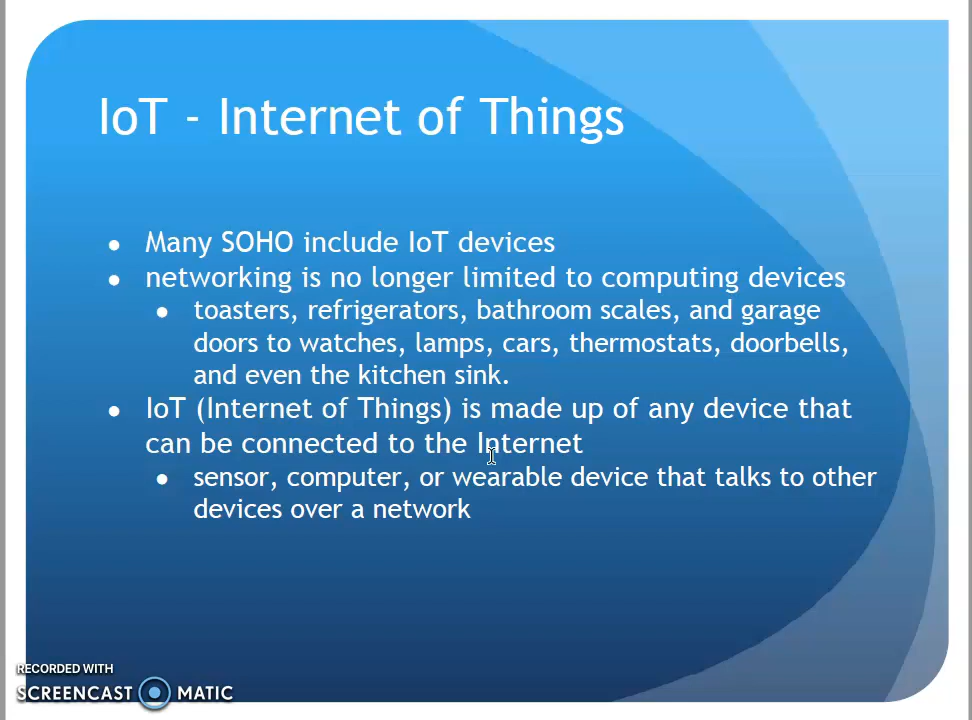 IoT - Internet of Things
● Many SOHO include IoT devices
● networking is no longer limited to computing devices
● toasters, refrigerators, bathroom scales, and garage
doors to watches, lamps, cars, thermostats, doorbells,
and even the kitchen sink.
● IoT (Internet of Things) is made up of any device that
can be connected to the Internet
● sensor, computer, or wearable device that talks to other
devices over a network
RECORDED WITH
SCREENCAST MATIC